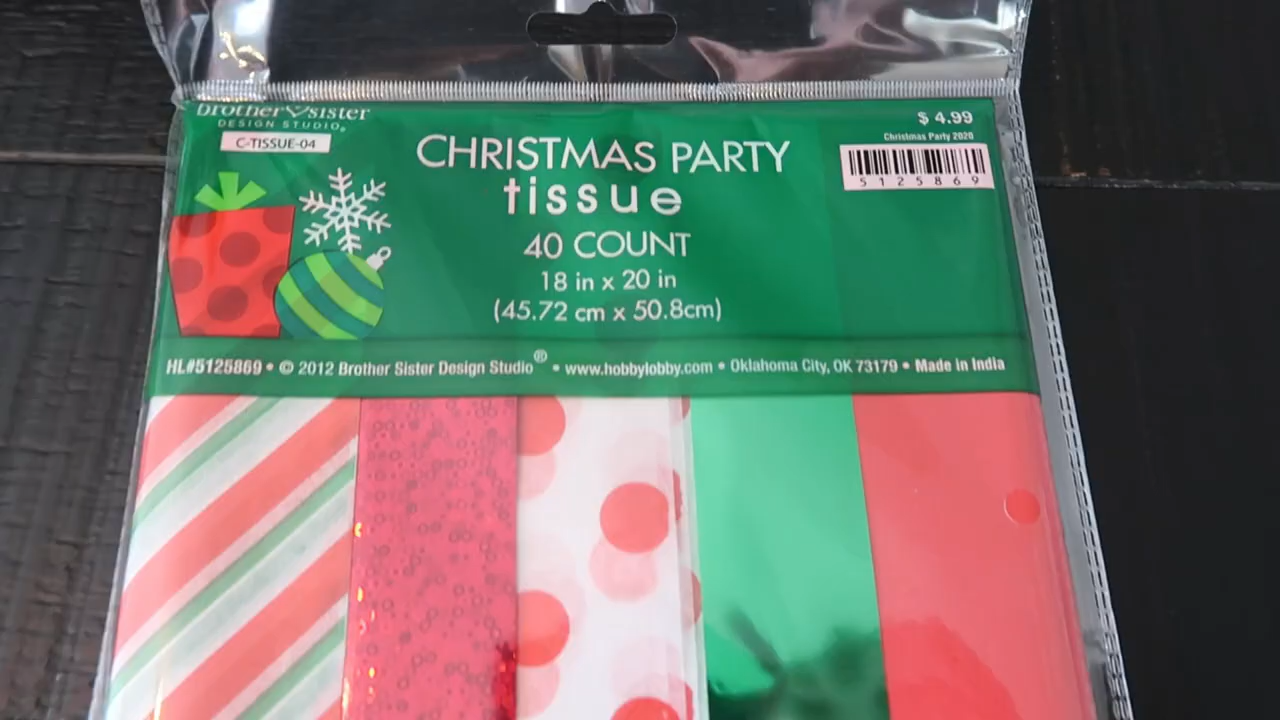 brother♡sister
DESIGN STUDIO®
C-TISSUE-04
CHRISTMAS PARTY
tissue
40 COUNT
18 in x 20 in
(45.72 cm x 50.8cm)
$ 4.99
Christmas Party 2020
5125869
HL#5125869 • © 2012 Brother Sister Design Studio® • www.hobbylobby.com • Oklahoma City, OK 73179 • Made in India